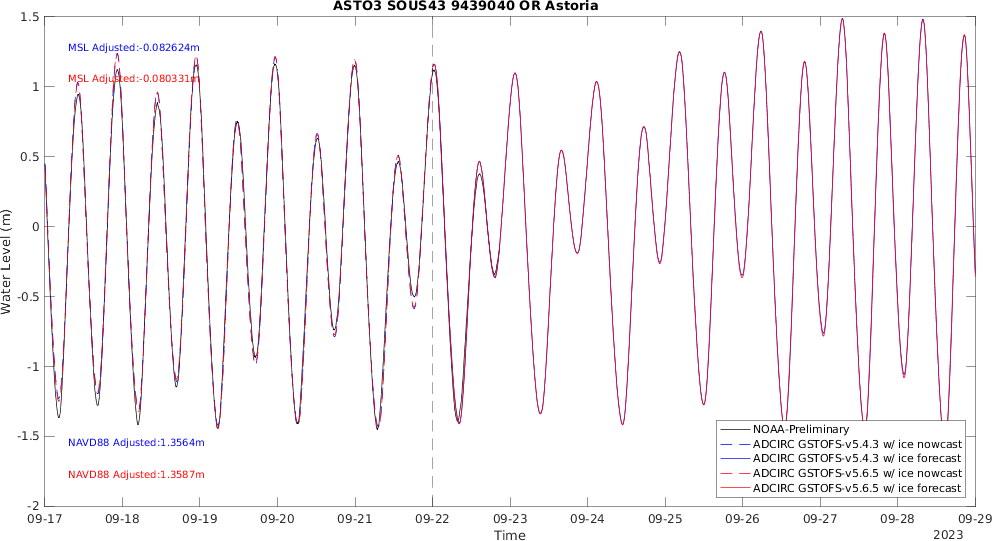 ASTO3 SOUS43 9439040 OR Astoria
1.5
1
0.5
0
-0.5
-1
-1.5
-2
Water Level (m)
MSL Adjusted:-0.082624m
MSL Adjusted:-0.080331m
NAVD88 Adjusted:1.3564m
NAVD88 Adjusted:1.3587m
NOAA-Preliminary
ADCIRC GSTOFS-v5.4.3 w/ ice nowcast
ADCIRC GSTOFS-v5.4.3 w/ ice forecast
ADCIRC GSTOFS-v5.6.5 w/ ice nowcast
ADCIRC GSTOFS-v5.6.5 w/ ice forecast
09-17 09-18 09-19 09-20 09-21 09-22 09-23 09-24 09-25 09-26 09-27 09-28 09-29
Time
2023